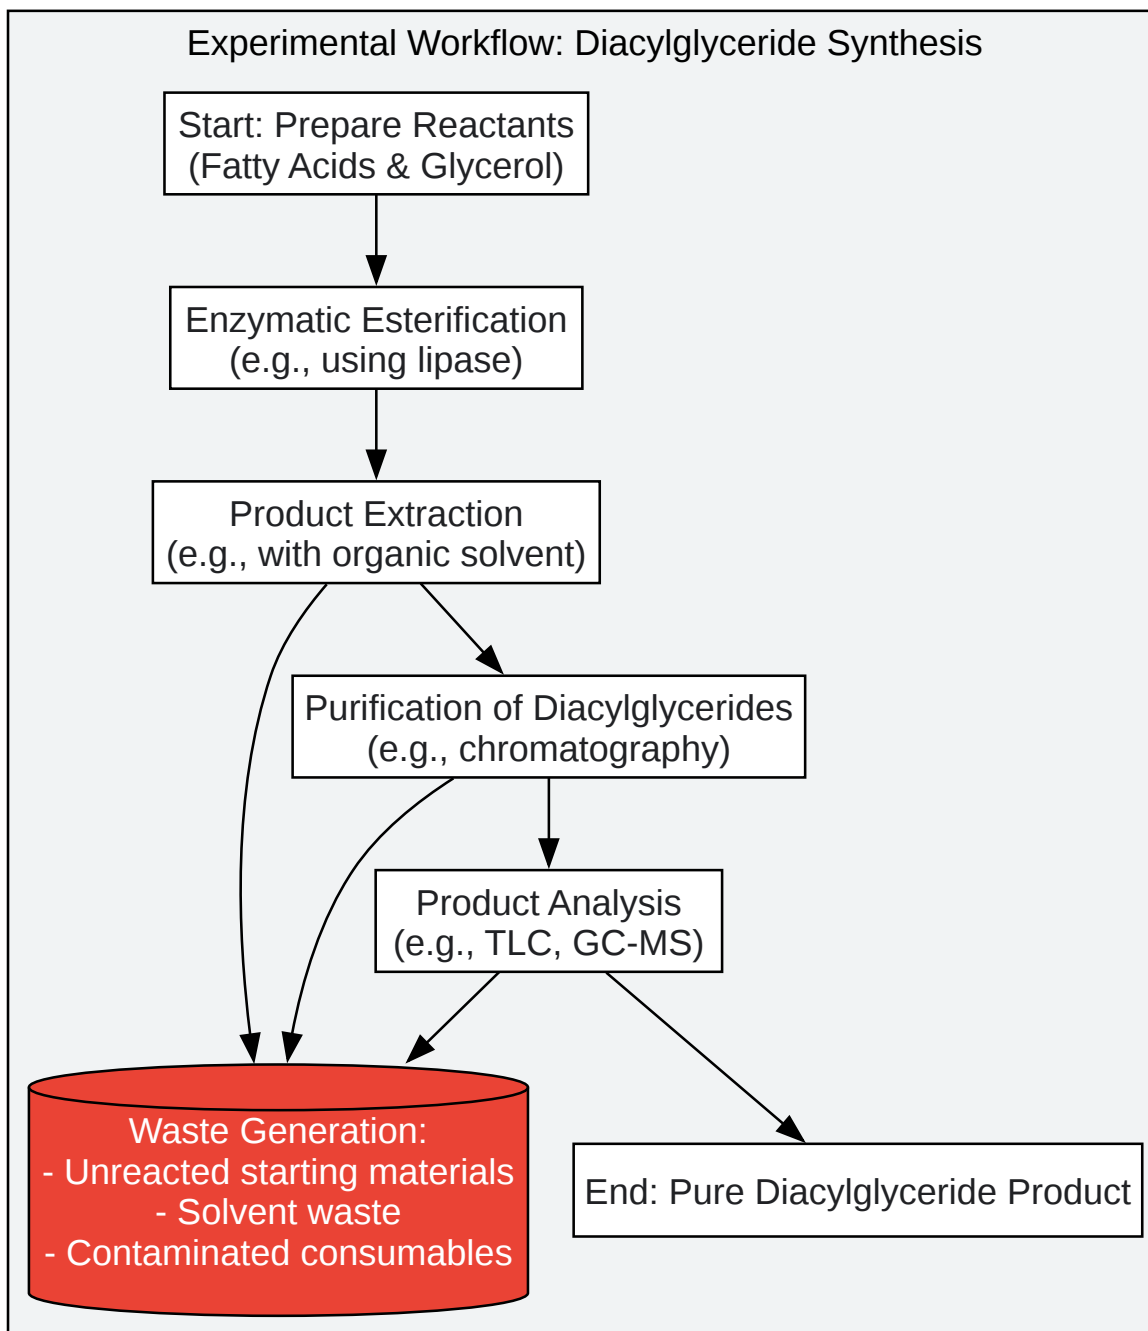 Experimental Workflow: Diacylglyceride Synthesis
Start: Prepare Reactants
(Fatty Acids & Glycerol)
Enzymatic Esterification
(e.g., using lipase)
Product Extraction
(e.g., with organic solvent)
Purification of Diacylglycerides
(e.g., chromatography)
Product Analysis
(e.g., TLC, GC-MS)
Waste Generation:
- Unreacted starting materials
- Solvent waste
- Contaminated consumables
End: Pure Diacylglyceride Product